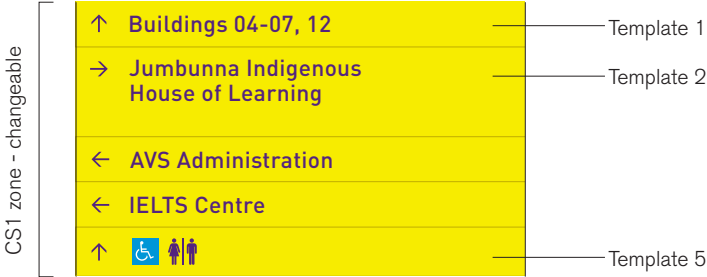 CS1 zone - changeable
↑ Buildings 04-07, 12
Template 1
→ Jumbunna Indigenous
House of Learning
Template 2
← AVS Administration
← IELTS Centre
↑
Template 5